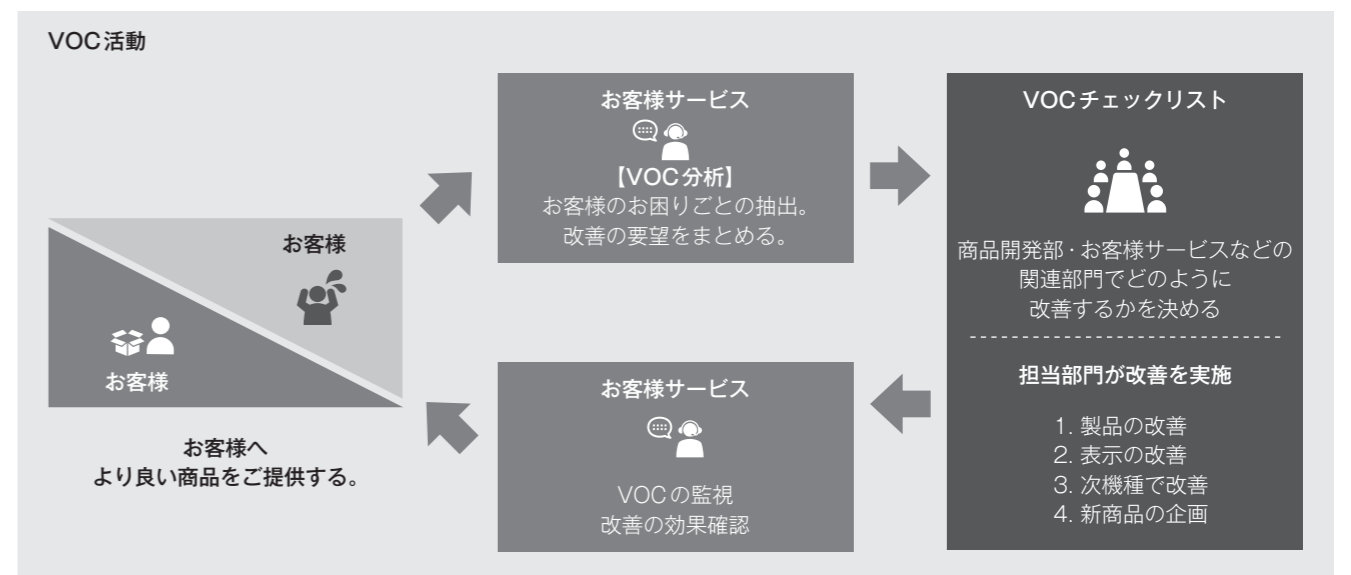 VOC活動
お客様
お客様
お客様へ
より良い商品をご提供する。
お客様サービス
【VOC分析】
お客様のお困りごとの抽出。
改善の要望をまとめる。
VOCチェックリスト
商品開発部・お客様サービスなどの
関連部門でどのように
改善するかを決める
担当部門が改善を実施
1. 製品の改善
2. 表示の改善
3. 次機種で改善
4. 新商品の企画
お客様サービス
VOCの監視
改善の効果確認